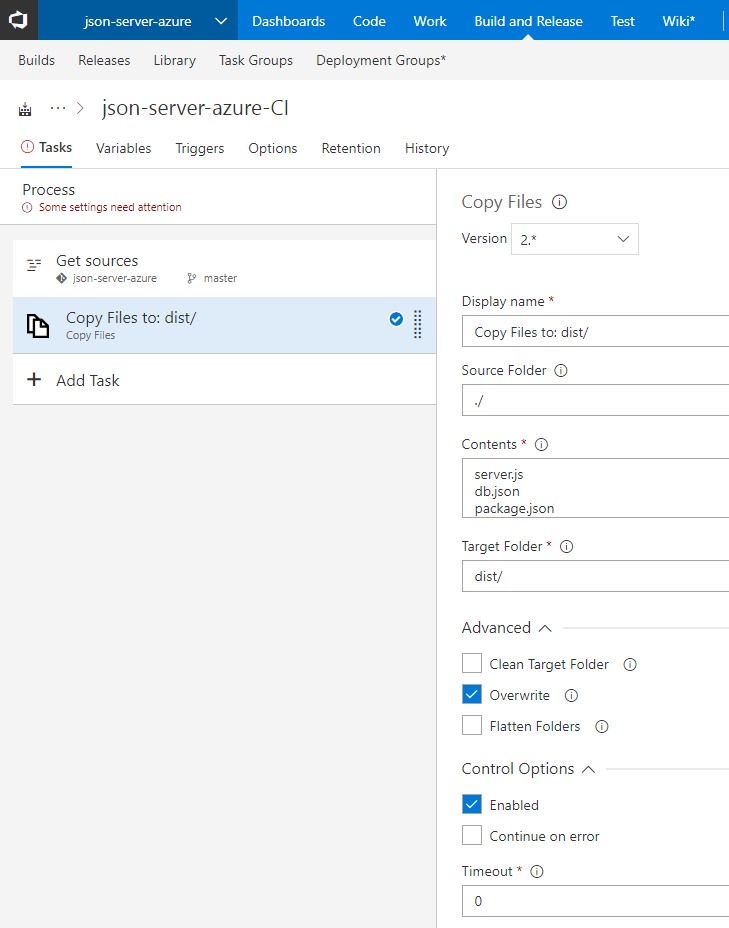 json-server-azure Dashboards Code Work Build and Release Test Wiki*
Builds Releases Library Task Groups Deployment Groups*
... json-server-azure-CI
Tasks Variables Triggers Options Retention History
Process
Some settings need attention
Get sources
json-server-azure master
Copy Files to: dist/
Copy Files
Add Task
Copy Files
Version 2.*
Display name *
Copy Files to: dist/
Source Folder
./
Contents *
server.js
db.json
package.json
Target Folder *
dist/
Advanced
Clean Target Folder
Overwrite
Flatten Folders
Control Options
Enabled
Continue on error
Timeout *
0